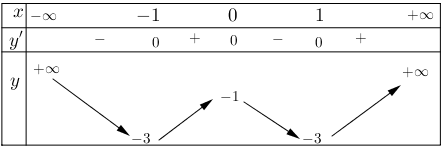 x −∞ −1 0 1 +∞
y′ − 0 + 0 − 0 +
+∞ +∞
y −1
−3 −3